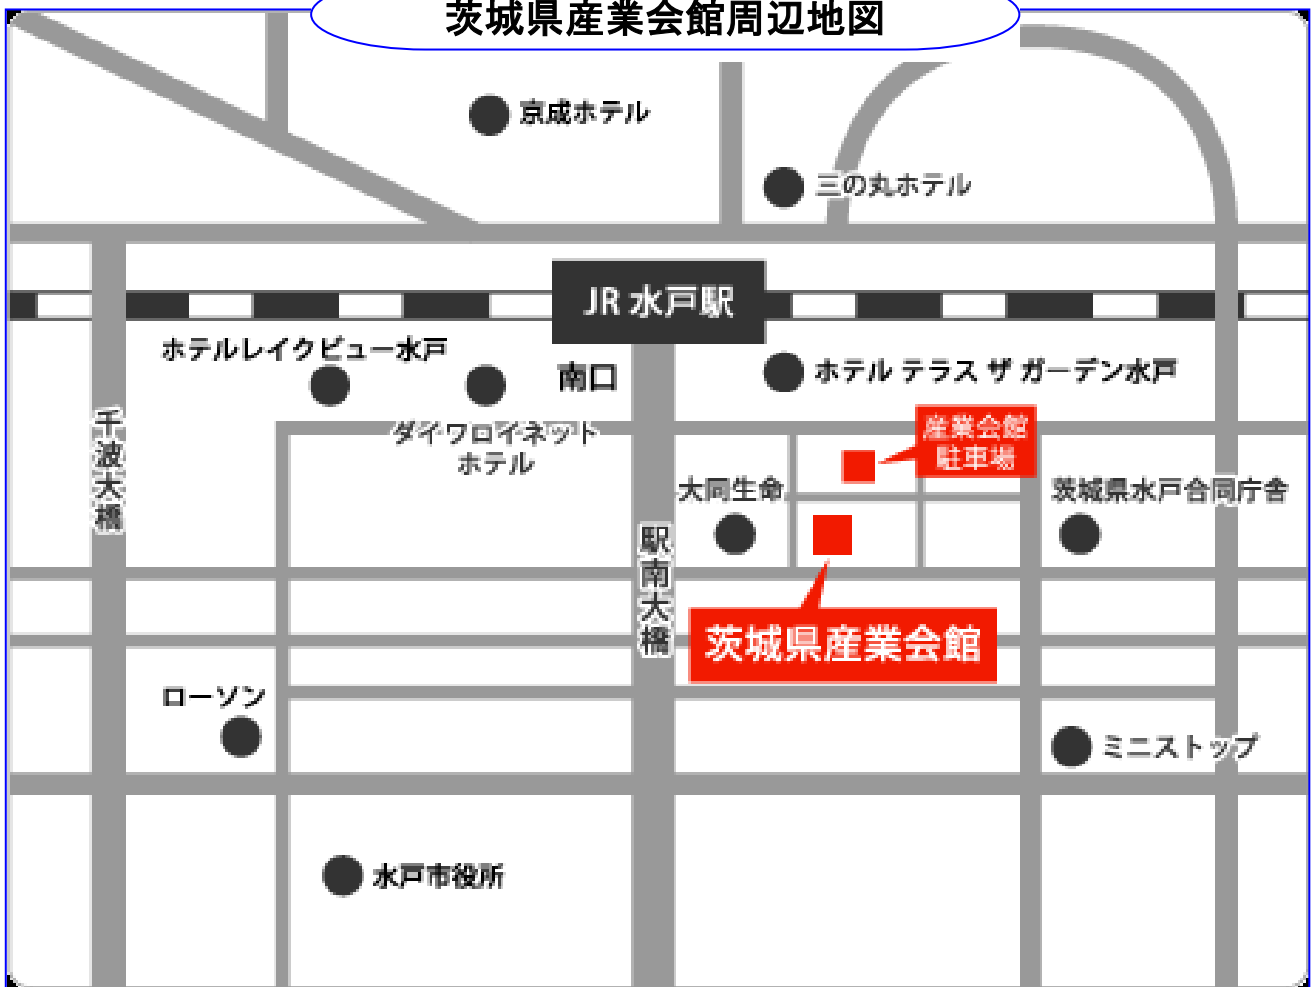 茨城県産業会館周辺地図
京成ホテル
三の丸ホテル
JR 水戸駅
ホテルレイクビュー水戸
南口
ホテル テラス ザ ガーデン水戸
ダイワロイネット
ホテル
千波大橋
産業会館
駐車場
大同生命
茨城県水戸合同庁舎
駅南大橋
茨城県産業会館
ローソン
ミニストップ
水戸市役所